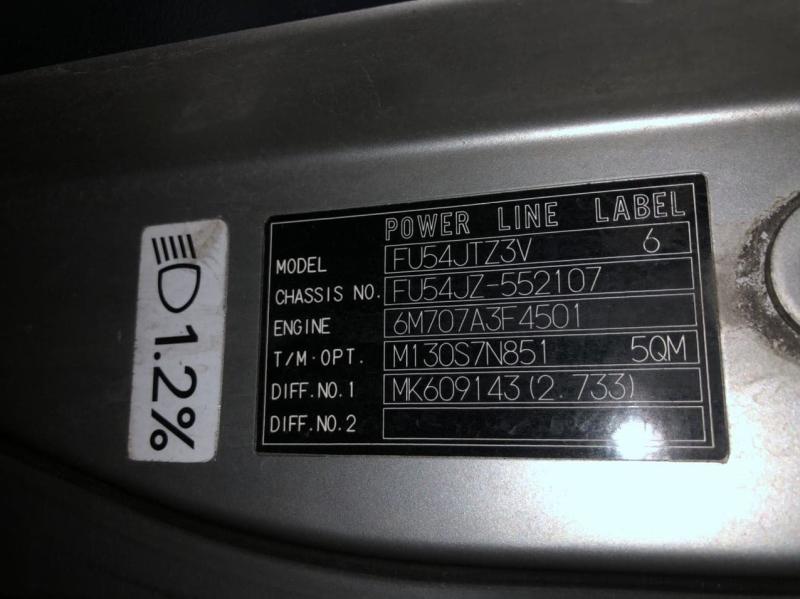 1.2%
POWER LINE LABEL
MODEL FU54JTZ3V 6
CHASSIS NO. FU54JZ-552107
ENGINE 6M707A3F4501
T/M·OPT. M130S7N851 5QM
DIFF.NO.1 MK609143(2.733)
DIFF.NO.2